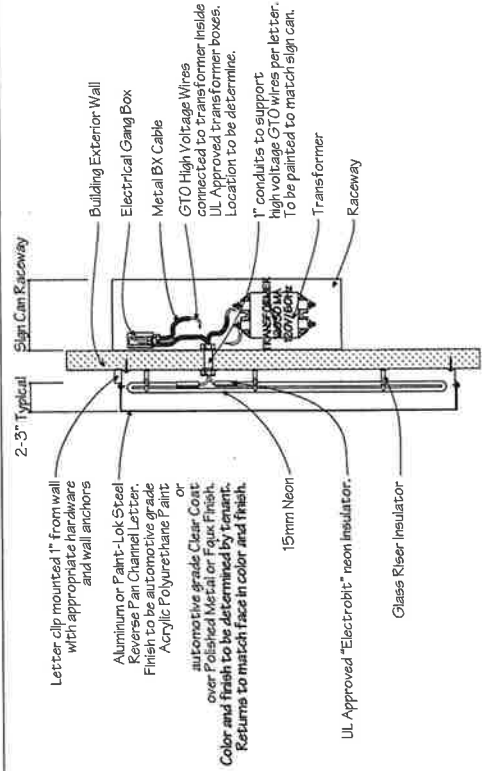 2-3" Typical
Sign Can Raceway
Letter clip mounted 1" from wall
with appropriate hardware
and wall anchors
Aluminum or Paint-Lok Steel
Reverse Pan Channel Letter.
Finish to be automotive grade
Acrylic Polyurethane Paint
or
automotive grade Clear Coat
over Polished Metal or Faux Finish.
Color and finish to be determined by tenant.
Returns to match face in color and finish.
15mm Neon
UL Approved "Electrobit" neon insulator.
Glass Riser Insulator
Building Exterior Wall
Electrical Gang Box
Metal BX Cable
GTO High Voltage Wires
connected to transformer inside
UL Approved transformer boxes.
Location to be determine.
1" conduits to support
high voltage GTO wires per letter.
To be painted to match sign can.
Transformer
Raceway
TRANSFORMER
MA
120V/60Hz